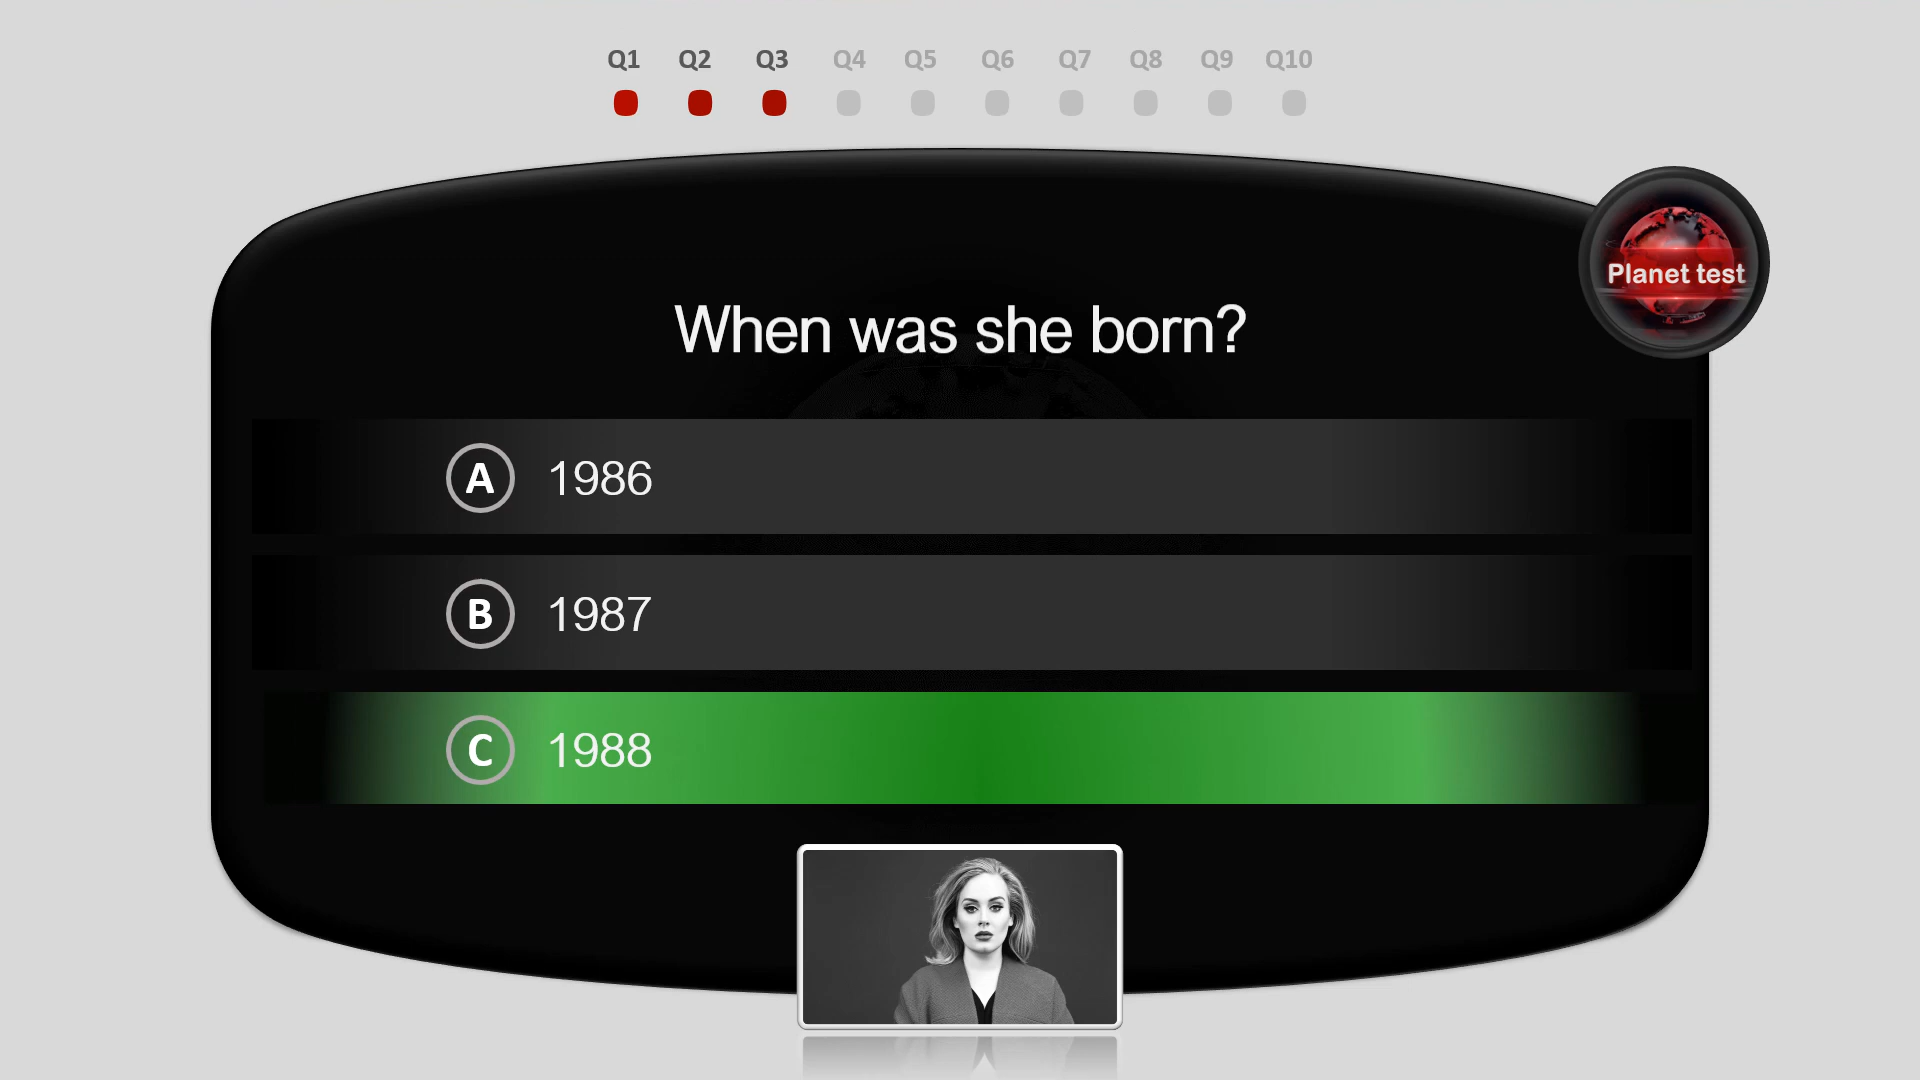 Q1 Q2 Q3 Q4 Q5 Q6 Q7 Q8 Q9 Q10
Planet test
When was she born?
A 1986
B 1987
C 1988